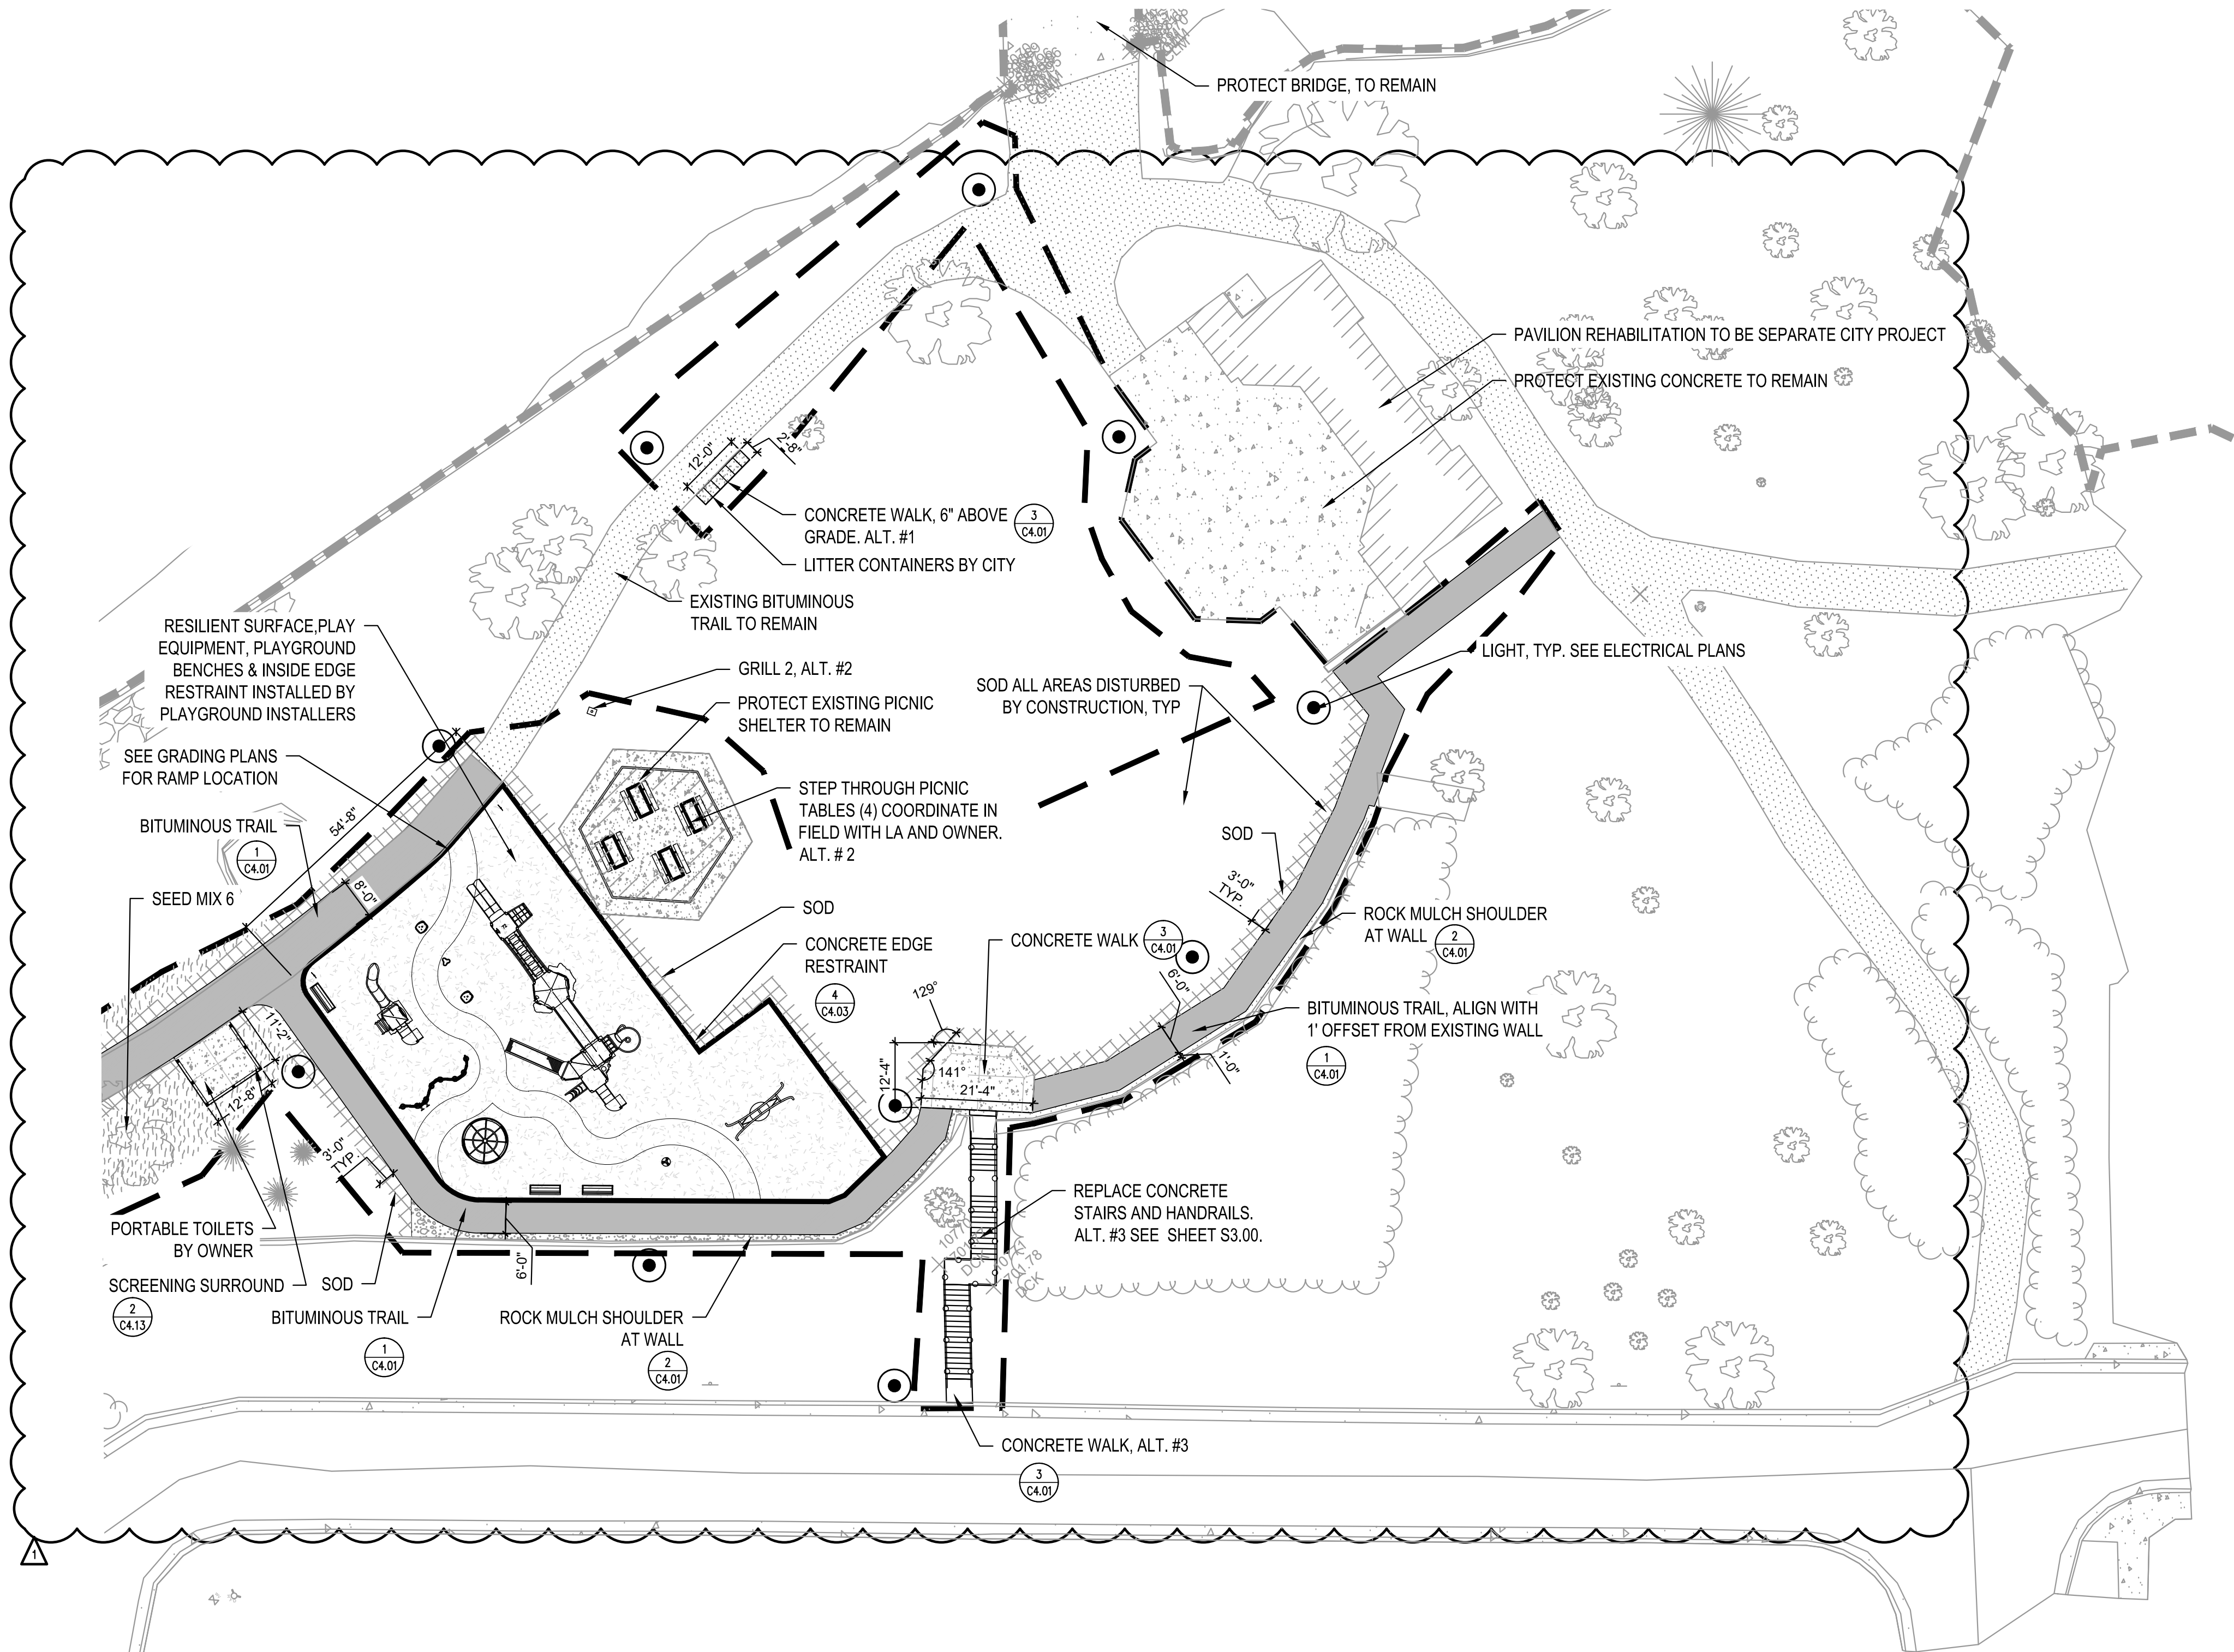 PROTECT BRIDGE, TO REMAIN
PAVILION REHABILITATION TO BE SEPARATE CITY PROJECT
PROTECT EXISTING CONCRETE TO REMAIN
12'-0"
2'-8"
CONCRETE WALK, 6" ABOVE
GRADE. ALT. #1
3
C4.01
LITTER CONTAINERS BY CITY
EXISTING BITUMINOUS
TRAIL TO REMAIN
RESILIENT SURFACE,PLAY
EQUIPMENT, PLAYGROUND
BENCHES & INSIDE EDGE
RESTRAINT INSTALLED BY
PLAYGROUND INSTALLERS
GRILL 2, ALT. #2
PROTECT EXISTING PICNIC
SHELTER TO REMAIN
SOD ALL AREAS DISTURBED
BY CONSTRUCTION, TYP
LIGHT, TYP. SEE ELECTRICAL PLANS
SEE GRADING PLANS
FOR RAMP LOCATION
STEP THROUGH PICNIC
TABLES (4) COORDINATE IN
FIELD WITH LA AND OWNER.
ALT. # 2
54'-8"
BITUMINOUS TRAIL
1
C4.01
8'-0"
SEED MIX 6
SOD
SOD
3'-0"
TYP.
CONCRETE EDGE
RESTRAINT
4
C4.03
CONCRETE WALK
3
C4.01
ROCK MULCH SHOULDER
AT WALL
2
C4.01
129°
6'-0"
BITUMINOUS TRAIL, ALIGN WITH
1' OFFSET FROM EXISTING WALL
1
C4.01
11'-2"
12'-8"
12'-4"
141°
21'-4"
1'-0"
3'-0"
TYP.
PORTABLE TOILETS
BY OWNER
SCREENING SURROUND
2
C4.13
SOD
BITUMINOUS TRAIL
1
C4.01
6'-0"
ROCK MULCH SHOULDER
AT WALL
2
C4.01
REPLACE CONCRETE
STAIRS AND HANDRAILS.
ALT. #3 SEE SHEET S3.00.
CONCRETE WALK, ALT. #3
3
C4.01
1